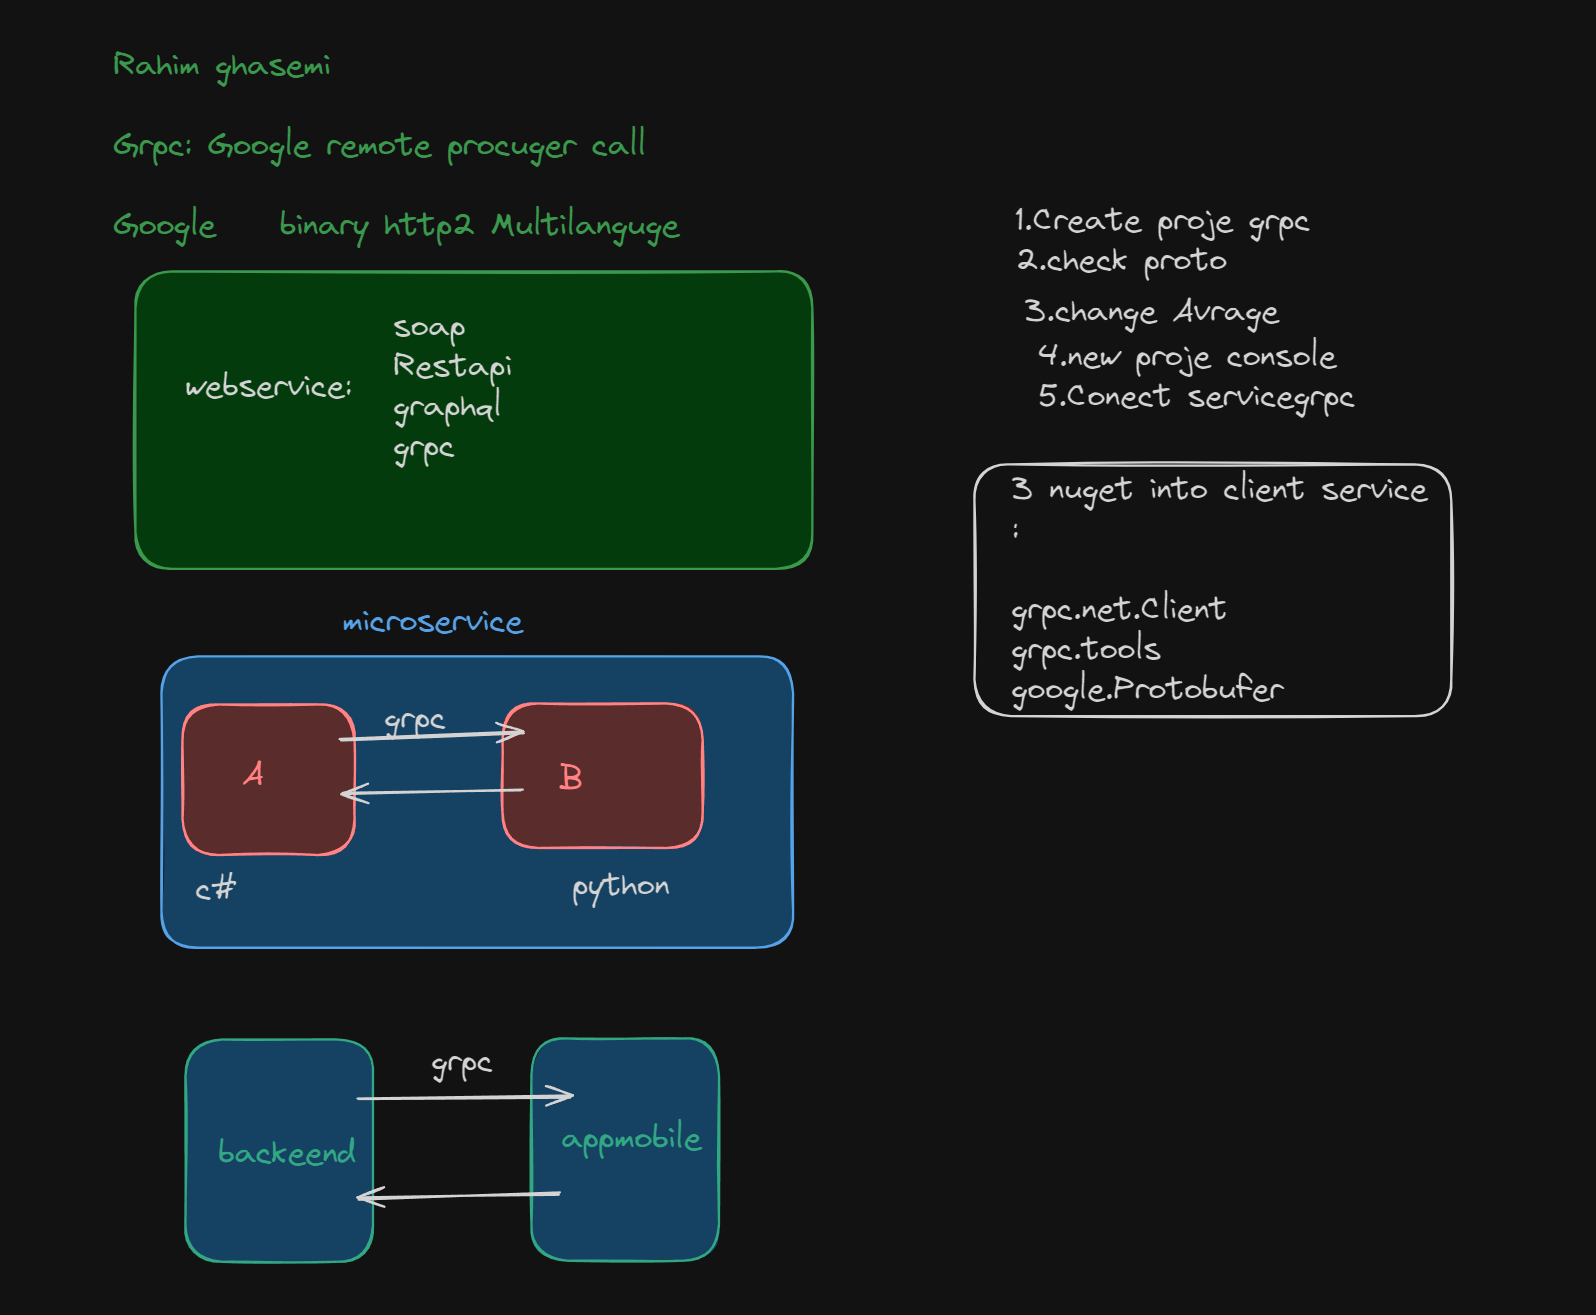 Rahim ghasemi
Grpc: Google remote procuger call
Google binary http2 Multilanguge
webservice:
soap
Restapi
graphal
grpc
microservice
grpc
A
B
c#
python
grpc
backeend
appmobile
1.Create proje grpc
2.check proto
3.change Avrage
4.new proje console
5.Conect servicegrpc
3 nuget into client service
:
grpc.net.Client
grpc.tools
google.Protobufer